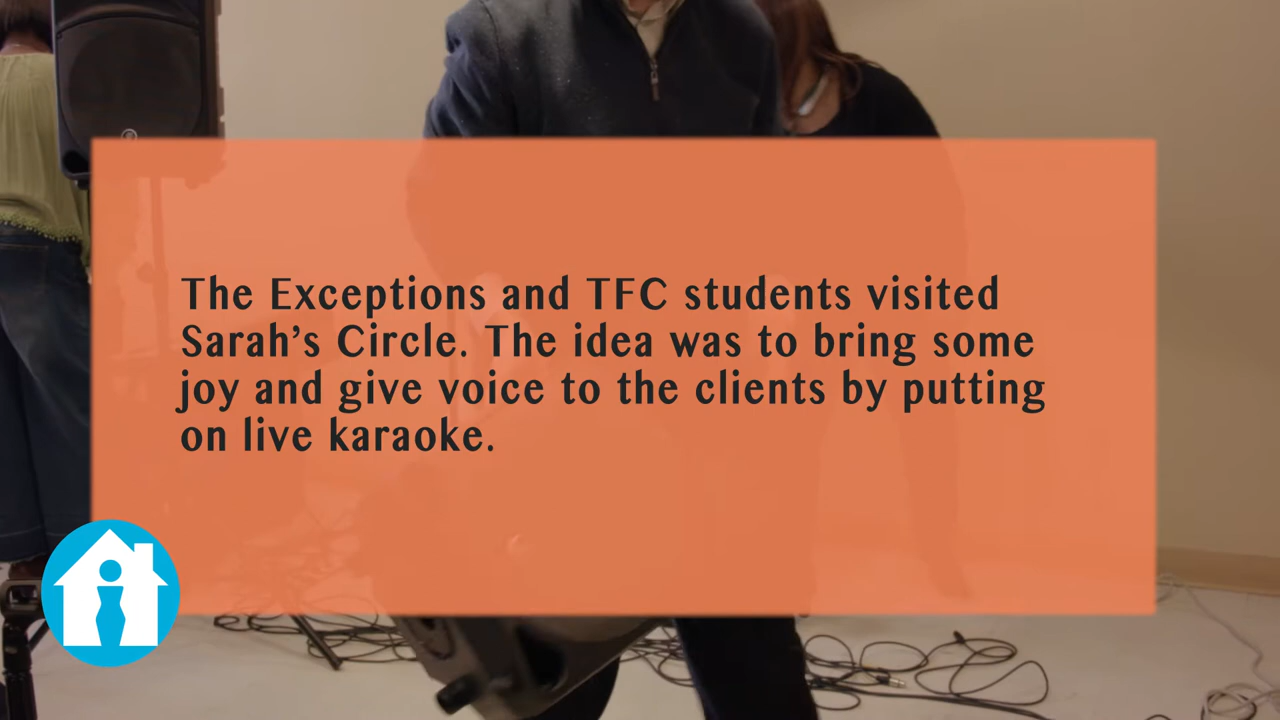 The Exceptions and TFC students visited
Sarah’s Circle. The idea was to bring some
joy and give voice to the clients by putting
on live karaoke.